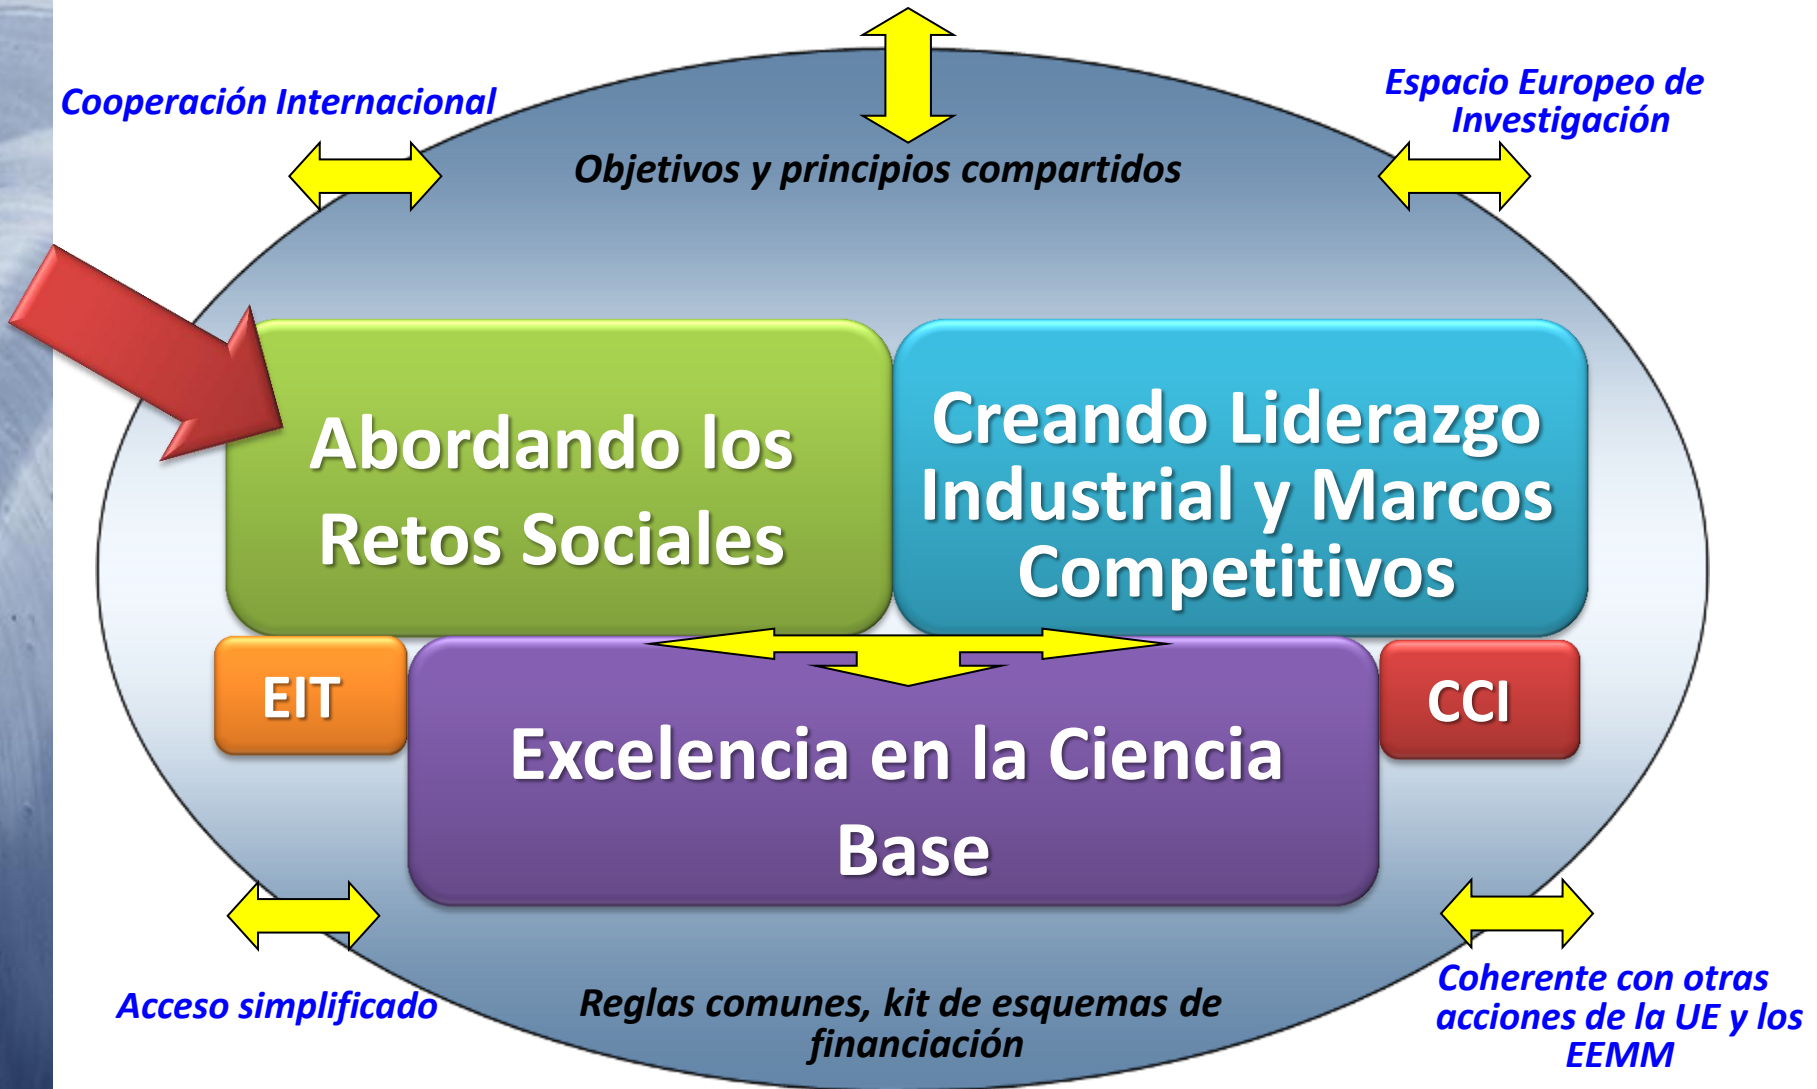 Cooperación Internacional
Espacio Europeo de
Investigación
Objetivos y principios compartidos
Abordando los
Retos Sociales
Creando Liderazgo
Industrial y Marcos
Competitivos
EIT
CCI
Excelencia en la Ciencia
Base
Acceso simplificado
Reglas comunes, kit de esquemas de
financiación
Coherente con otras
acciones de la UE y los
EEMM